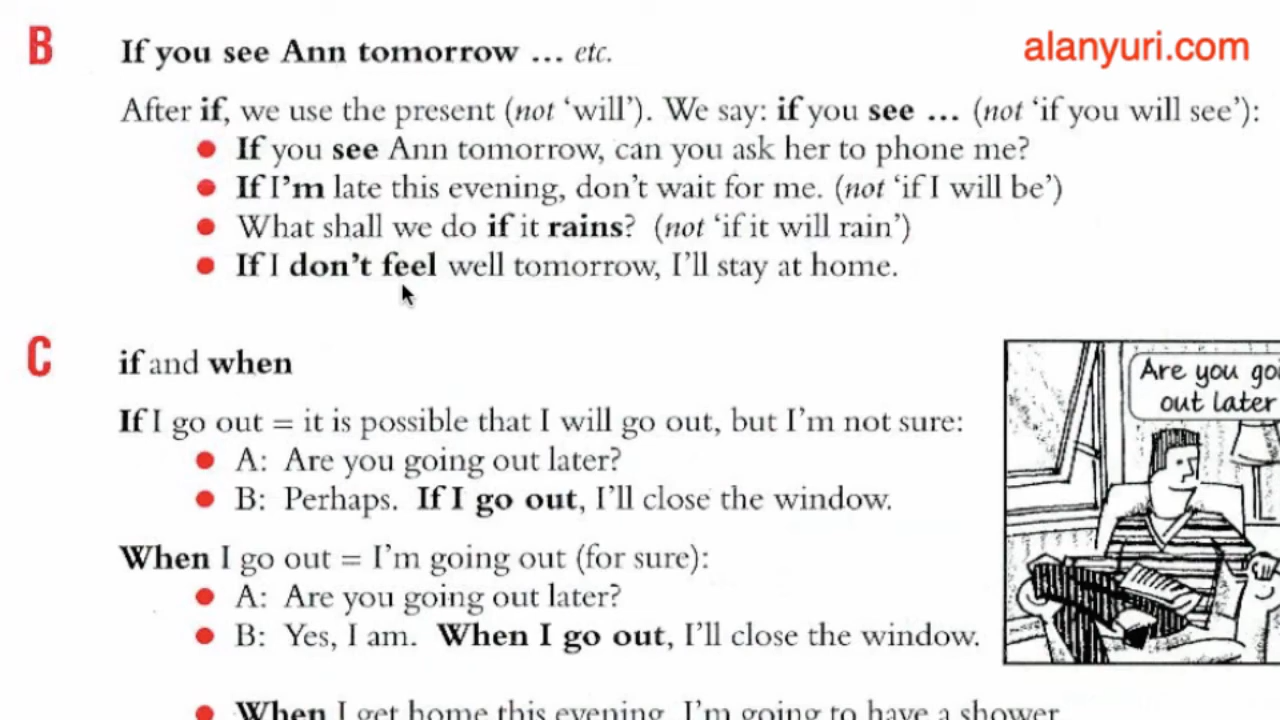 alanyuri.com
B If you see Ann tomorrow ... etc.
After if, we use the present (not ‘will’). We say: if you see ... (not ‘if you will see’):
● If you see Ann tomorrow, can you ask her to phone me?
● If I’m late this evening, don’t wait for me. (not ‘if I will be’)
● What shall we do if it rains? (not ‘if it will rain’)
● If I don’t feel well tomorrow, I’ll stay at home.
C if and when
If I go out = it is possible that I will go out, but I’m not sure:
● A: Are you going out later?
● B: Perhaps. If I go out, I’ll close the window.
When I go out = I’m going out (for sure):
● A: Are you going out later?
● B: Yes, I am. When I go out, I’ll close the window.
● When I get home this evening, I’m going to have a shower
Are you goi
out later